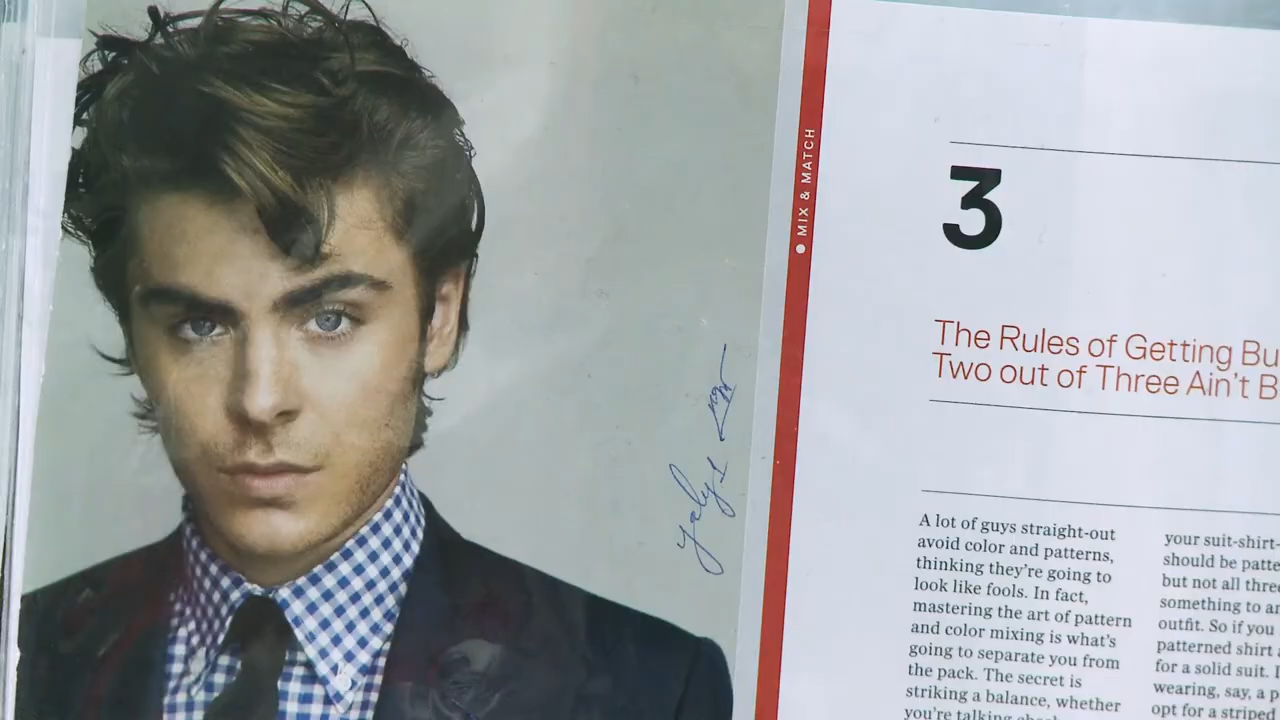 MIX & MATCH
3
The Rules of Getting Bu
Two out of Three Ain't B
A lot of guys straight-out
avoid color and patterns,
thinking they're going to
look like fools. In fact,
mastering the art of pattern
and color mixing is what's
going to separate you from
the pack. The secret is
striking a balance, whether
you're talking
your suit-shirt-
should be patte
but not all thre
something to an
outfit. So if you
patterned shirt
for a solid suit.
wearing, say, a p
opt for a striped